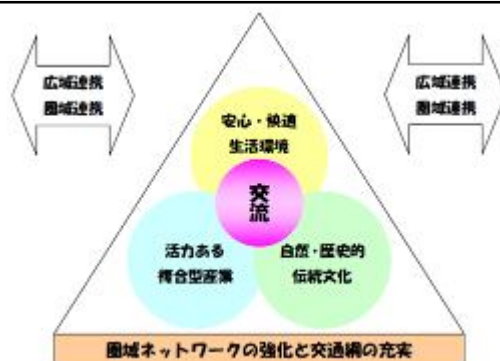 広域連携
圏域連携
広域連携
圏域連携
安心・快適
生活環境
交
流
活力ある
複合型産業
自然・歴史的
伝統文化
圏域ネットワークの強化と交通網の充実